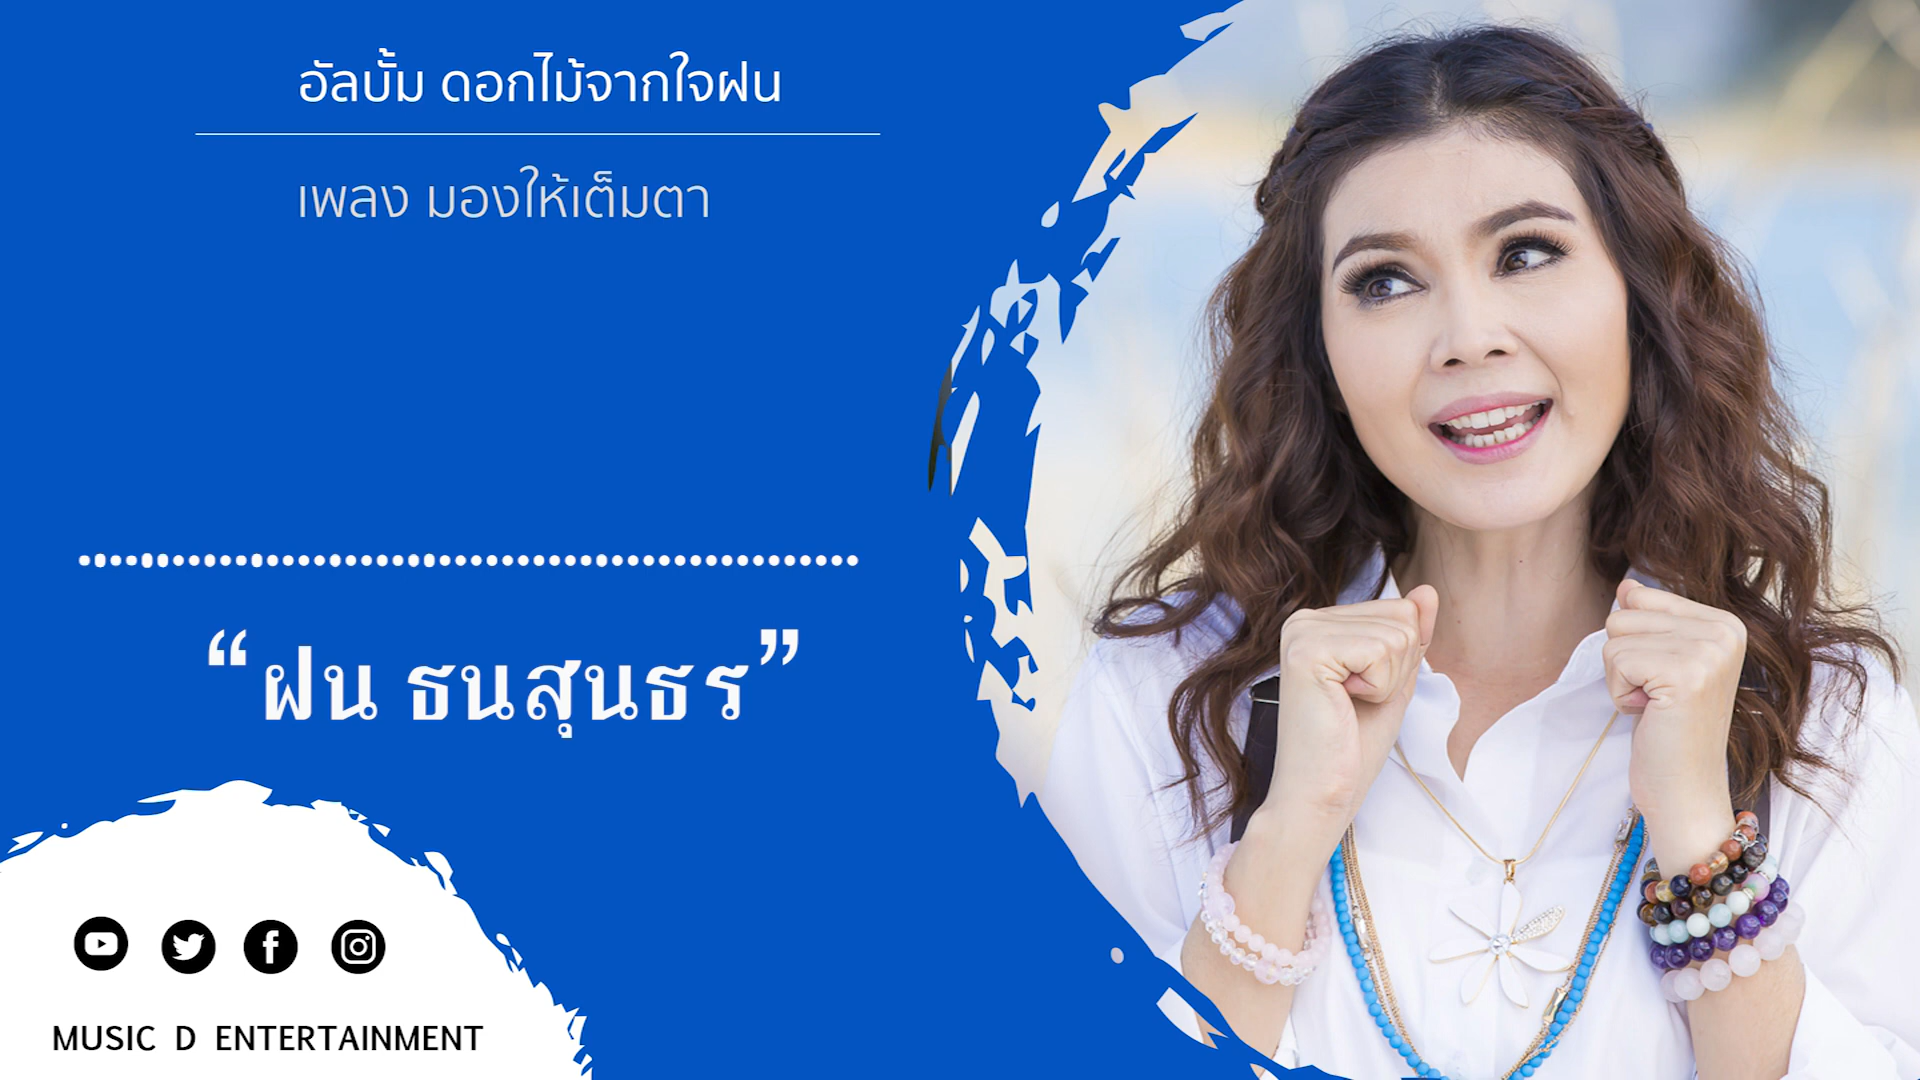 อัลบั้ม ดอกไม้จากใจฝน
เพลง มองให้เต็มตา
“ฝน ธนสุนธร”
MUSIC D ENTERTAINMENT